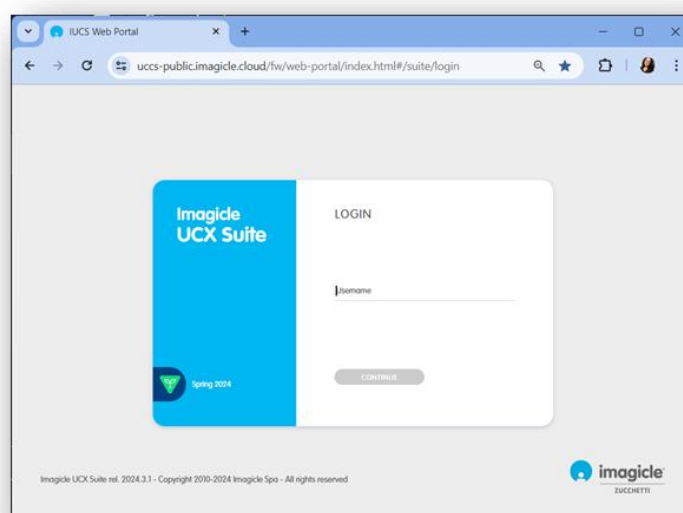 IUCS Web Portal
uccs-public.imagicle.cloud/fw/web-portal/index.html#/suite/login
Imagicle
UCX Suite
LOGIN
Username
CONTINUE
Spring 2024
Imagicle UCX Suite rel. 2024.3.1 - Copyright 2010-2024 Imagicle Spa - All rights reserved
imagicle
ZUCCHETTI